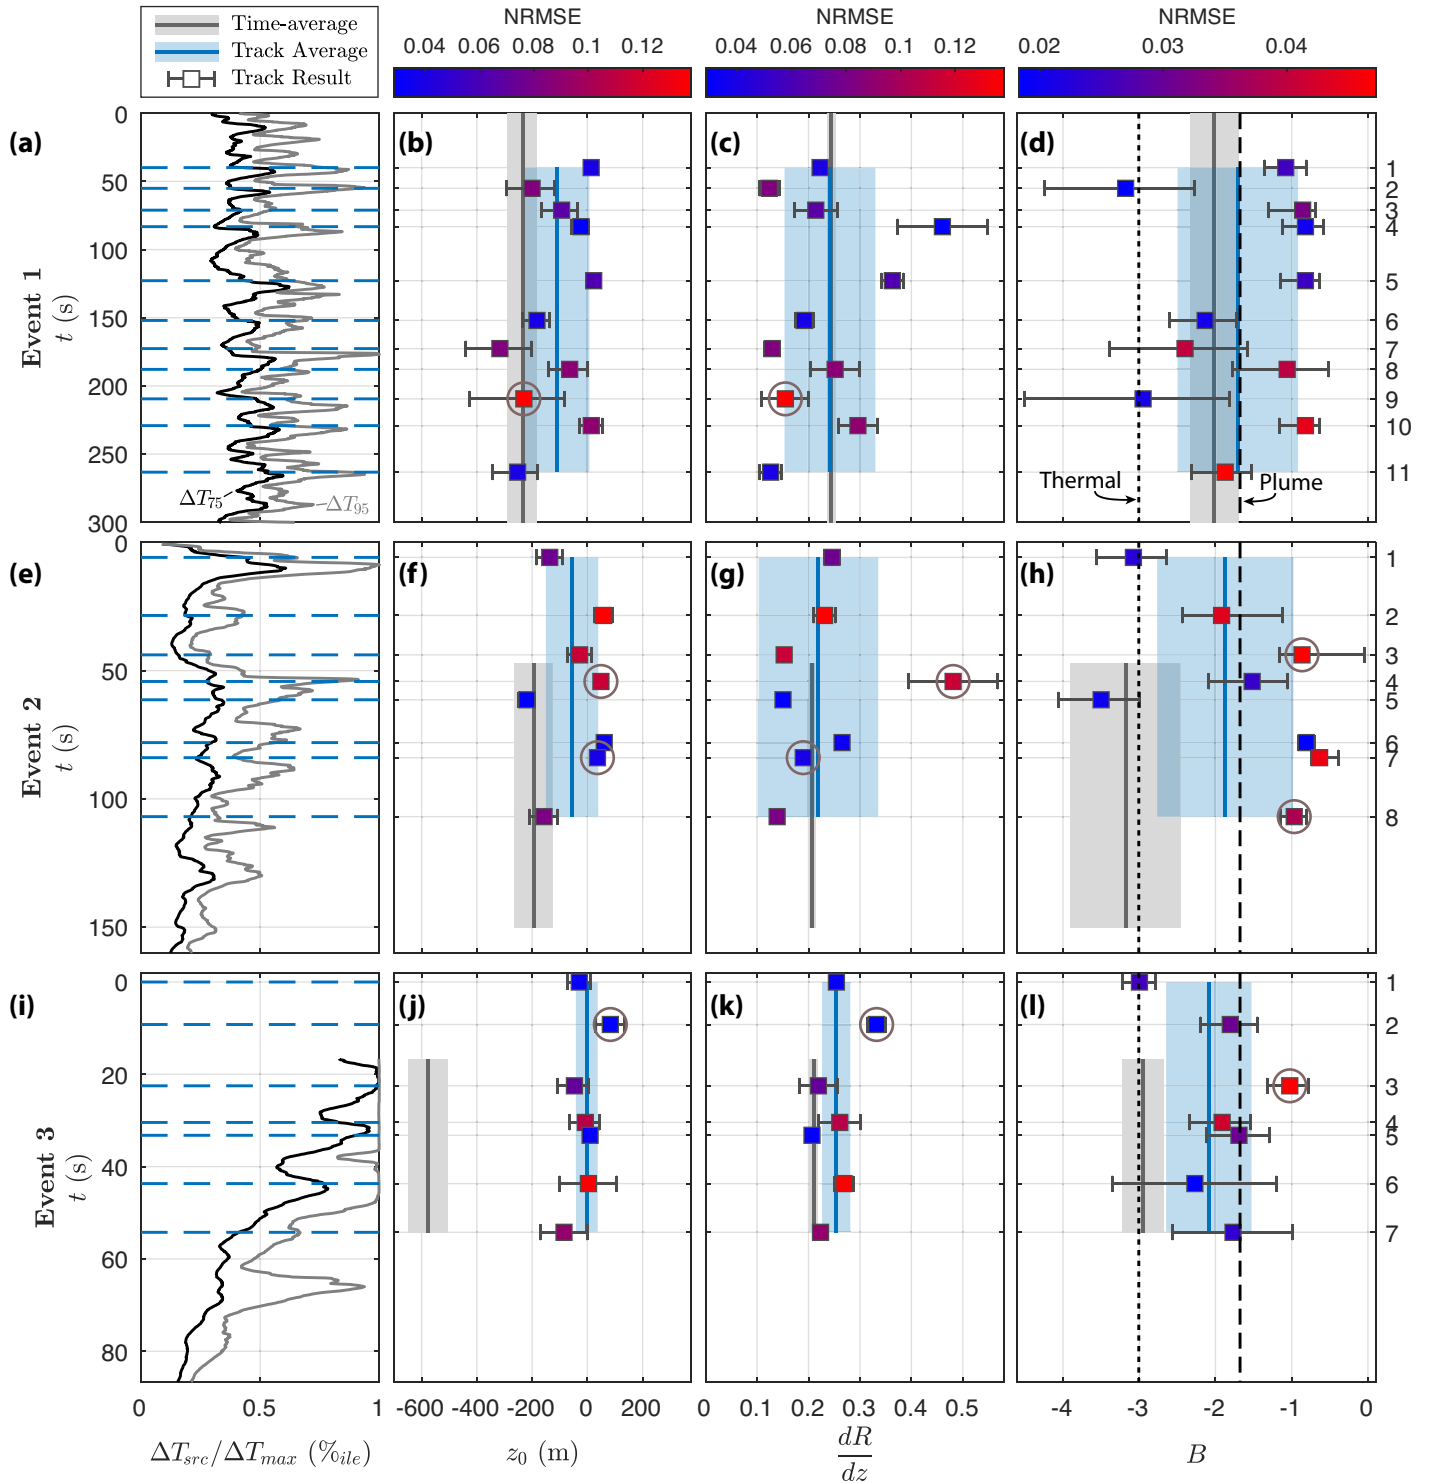 Time-average
Track Average
Track Result
NRMSE
0.04 0.06 0.08 0.1 0.12
NRMSE
0.04 0.06 0.08 0.1 0.12
NRMSE
0.02 0.03 0.04
(a)
(b)
(c)
(d)
0
50
100
150
200
250
300
Event 1
t (s)
ΔT75
ΔT95
Thermal
Plume
1
2
3
4
5
6
7
8
9
10
11
(e)
(f)
(g)
(h)
0
50
100
150
Event 2
t (s)
1
2
3
4
5
6
7
8
(i)
(j)
(k)
(l)
0
20
40
60
80
Event 3
t (s)
1
2
3
4
5
6
7
0 0.5 1
-600 -400 -200 0 200
0 0.1 0.2 0.3 0.4 0.5
-4 -3 -2 -1 0
ΔTsrc/ΔTmax (%ile)
z0 (m)
dR
dz
B